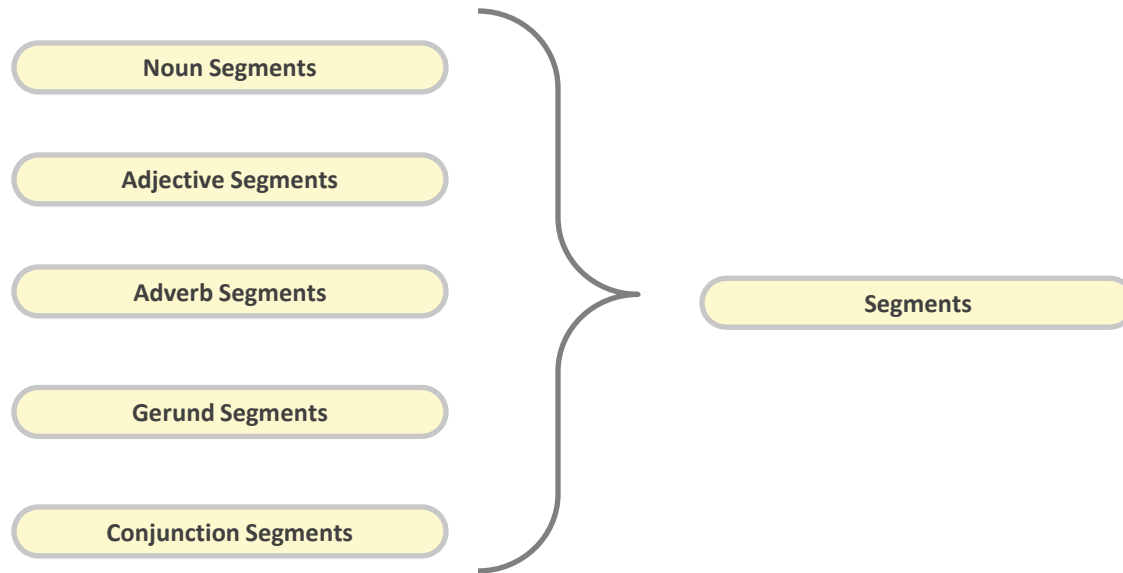 Noun Segments
Adjective Segments
Adverb Segments
Segments
Gerund Segments
Conjunction Segments